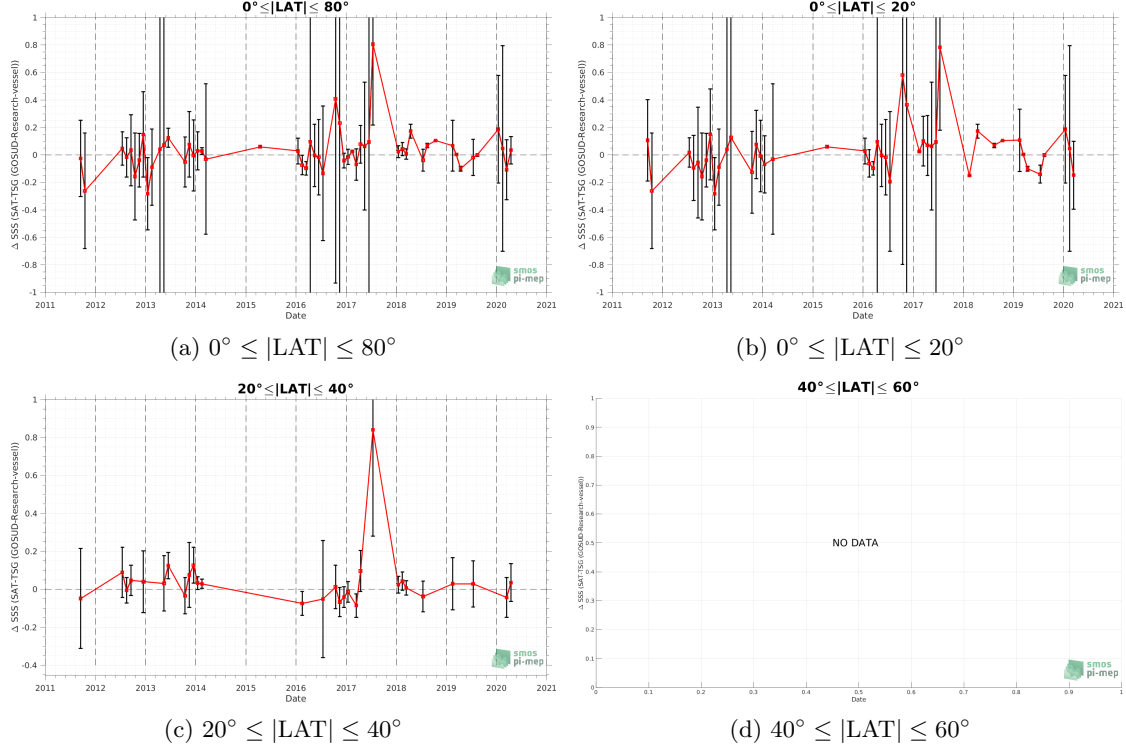 0°≤|LAT|≤ 80°
Δ SSS (SAT-TSG (GOSUD-Research-vessel))
1
0.8
0.6
0.4
0.2
0
-0.2
-0.4
-0.6
-0.8
-1
2011 2012 2013 2014 2015 2016 2017 2018 2019 2020 2021
Date
smos
pi-mep
(a) 0° ≤ |LAT| ≤ 80°
0°≤|LAT|≤ 20°
Δ SSS (SAT-TSG (GOSUD-Research-vessel))
1
0.8
0.6
0.4
0.2
0
-0.2
-0.4
-0.6
-0.8
-1
2011 2012 2013 2014 2015 2016 2017 2018 2019 2020 2021
Date
smos
pi-mep
(b) 0° ≤ |LAT| ≤ 20°
20°≤|LAT|≤ 40°
Δ SSS (SAT-TSG (GOSUD-Research-vessel))
1
0.8
0.6
0.4
0.2
0
-0.2
-0.4
2011 2012 2013 2014 2015 2016 2017 2018 2019 2020 2021
Date
smos
pi-mep
(c) 20° ≤ |LAT| ≤ 40°
40°≤|LAT|≤ 60°
Δ SSS (SAT-TSG (GOSUD-Research-vessel))
1
0.9
0.8
0.7
0.6
0.5
0.4
0.3
0.2
0.1
0
NO DATA
0 0.1 0.2 0.3 0.4 0.5 0.6 0.7 0.8 0.9 1
Date
smos
pi-mep
(d) 40° ≤ |LAT| ≤ 60°